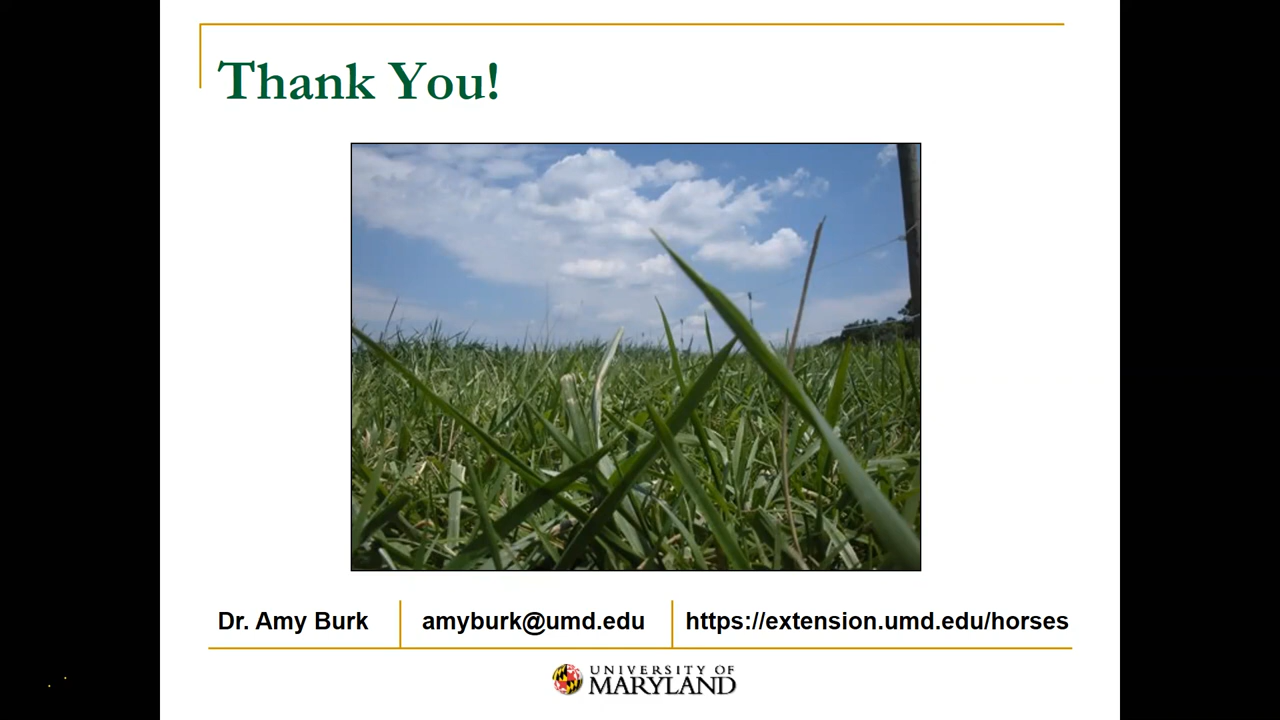 Thank You!
Dr. Amy Burk
amyburk@umd.edu
https://extension.umd.edu/horses
UNIVERSITY OF
MARYLAND